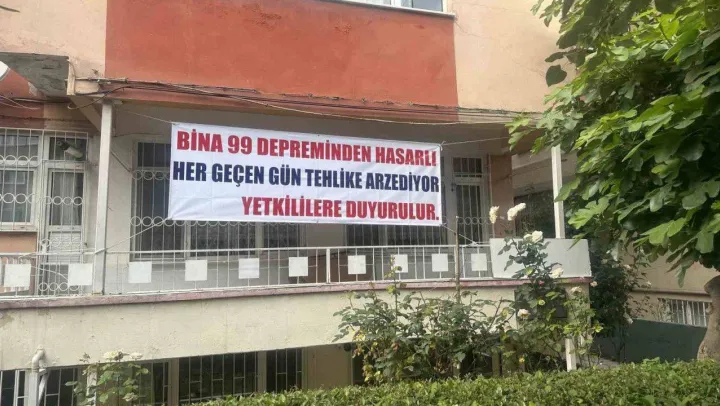 BİNA 99 DEPREMİNDEN HASARLI
HER GEÇEN GÜN TEHLİKE ARZEDİYOR
YETKİLİLERE DUYURULUR.